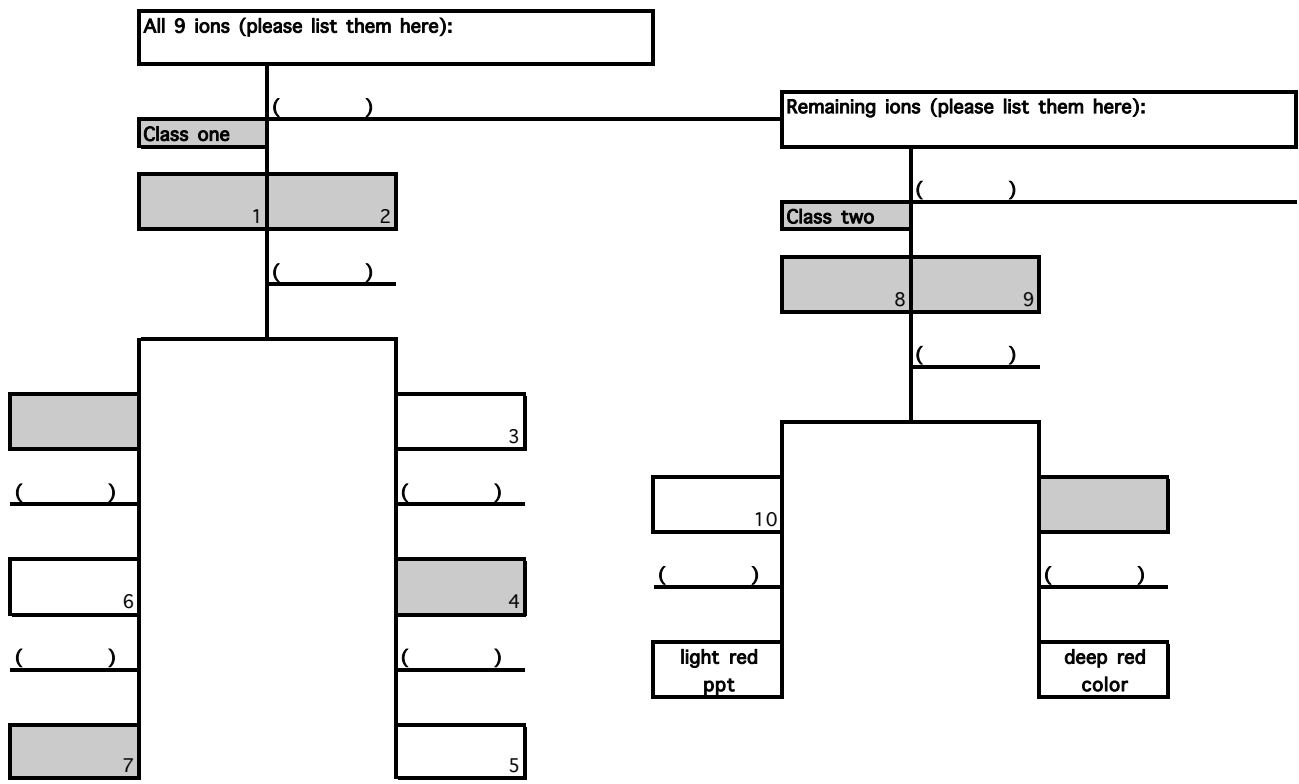 All 9 ions (please list them here):
( )
Remaining ions (please list them here):
Class one
( )
1 2
Class two
( )
8 9
( )
3
( ) ( )
10
( ) ( )
6 4
( ) ( )
light red
ppt
deep red
color
7 5